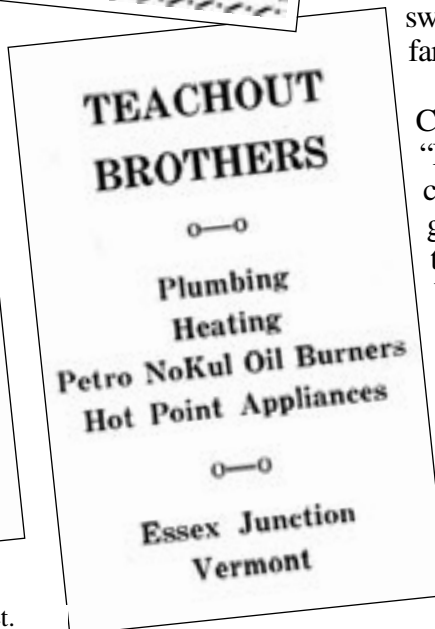 TEACHOUT
BROTHERS
o—o
Plumbing
Heating
Petro NoKul Oil Burners
Hot Point Appliances
o—o
Essex Junction
Vermont